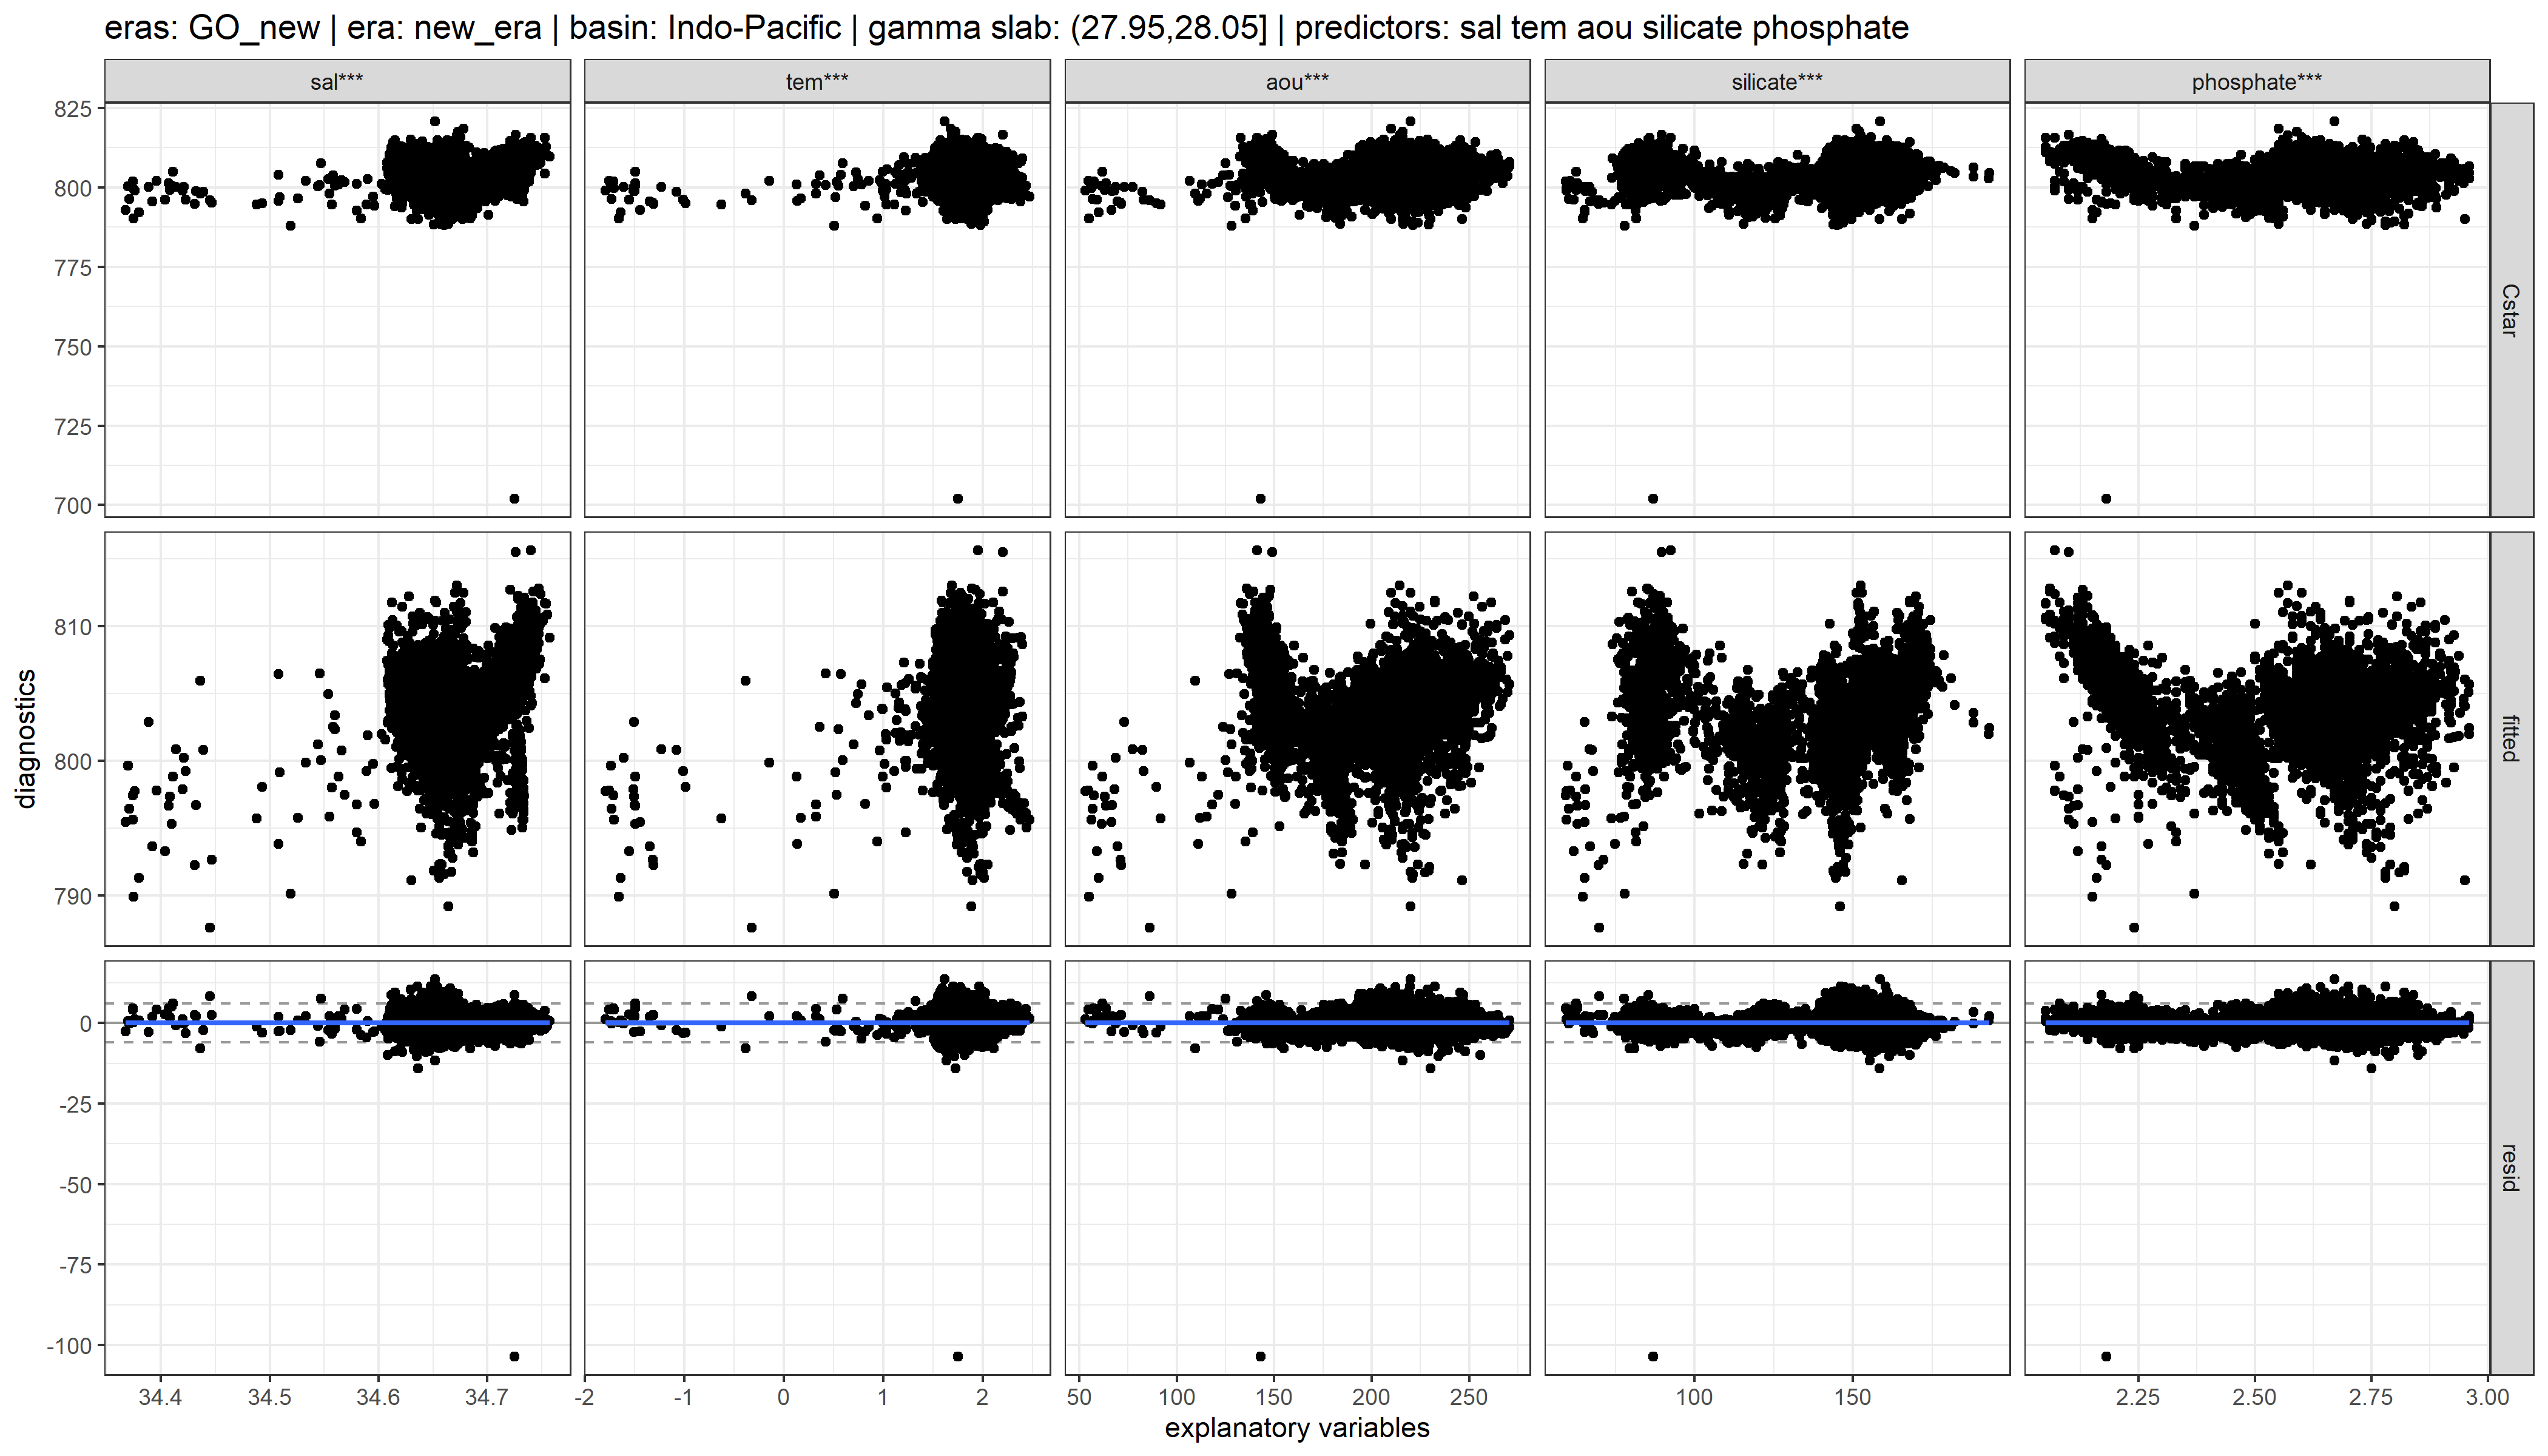 eras: GO_new | era: new_era | basin: Indo-Pacific | gamma slab: (27.95,28.05] | predictors: sal tem aou silicate phosphate
sal*** tem*** aou*** silicate*** phosphate***
825
800
775
750
725
700
Cstar
810
800
790
fitted
diagnostics
0
-25
-50
-75
-100
resid
34.4 34.5 34.6 34.7 -2 -1 0 1 2 50 100 150 200 250 100 150 2.25 2.50 2.75 3.00
explanatory variables